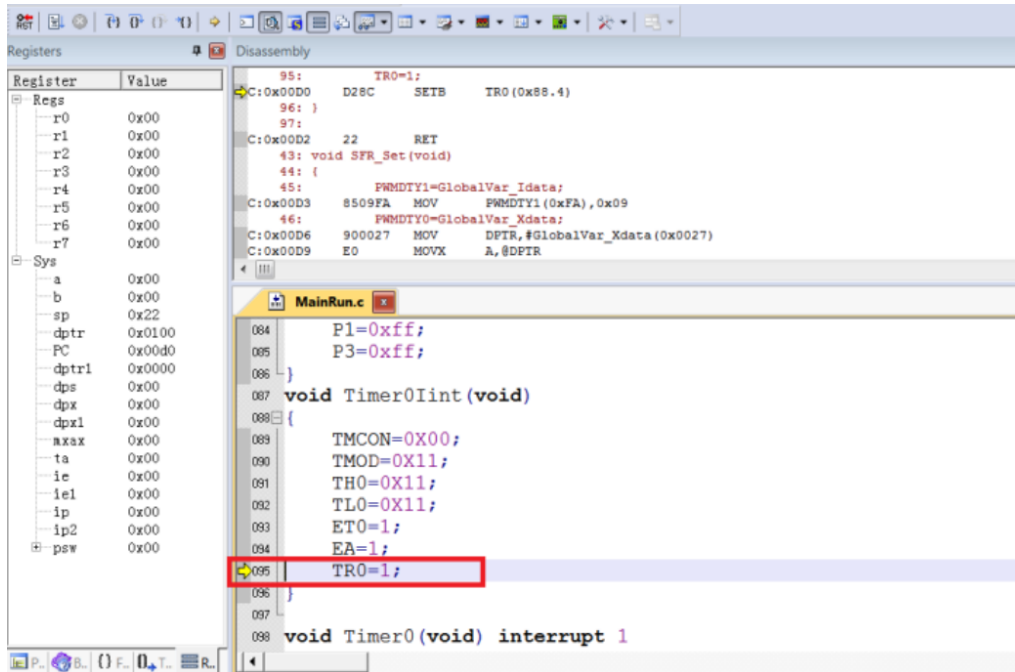 RST
Registers
Disassembly
Register Value
Regs
r0 0x00
r1 0x00
r2 0x00
r3 0x00
r4 0x00
r5 0x00
r6 0x00
r7 0x00
Sys
a 0x00
b 0x00
sp 0x22
dptr 0x0100
PC 0x00d0
dptr1 0x0000
dps 0x00
dpx 0x00
dpx1 0x00
mxax 0x00
ta 0x00
ie 0x00
ie1 0x00
ip 0x00
ip2 0x00
psw 0x00
P.. B.. {} F.. 0 T.. R..
95: TR0=1;
C:0x00D0 D28C SETB TR0(0x88.4)
96: }
97:
C:0x00D2 22 RET
43: void SFR_Set(void)
44: {
45: PWMDTY1=GlobalVar_Idata;
C:0x00D3 8509FA MOV PWMDTY1(0xFA),0x09
46: PWMDTY0=GlobalVar_Xdata;
C:0x00D6 900027 MOV DPTR,#GlobalVar_Xdata(0x0027)
C:0x00D9 E0 MOVX A,@DPTR
MainRun.c
084 P1=0xff;
085 P3=0xff;
086 }
087 void Timer0Iint(void)
088 {
089 TMCON=0X00;
090 TMOD=0X11;
091 TH0=0X11;
092 TL0=0X11;
093 ET0=1;
094 EA=1;
095 TR0=1;
096 }
097
098 void Timer0(void) interrupt 1